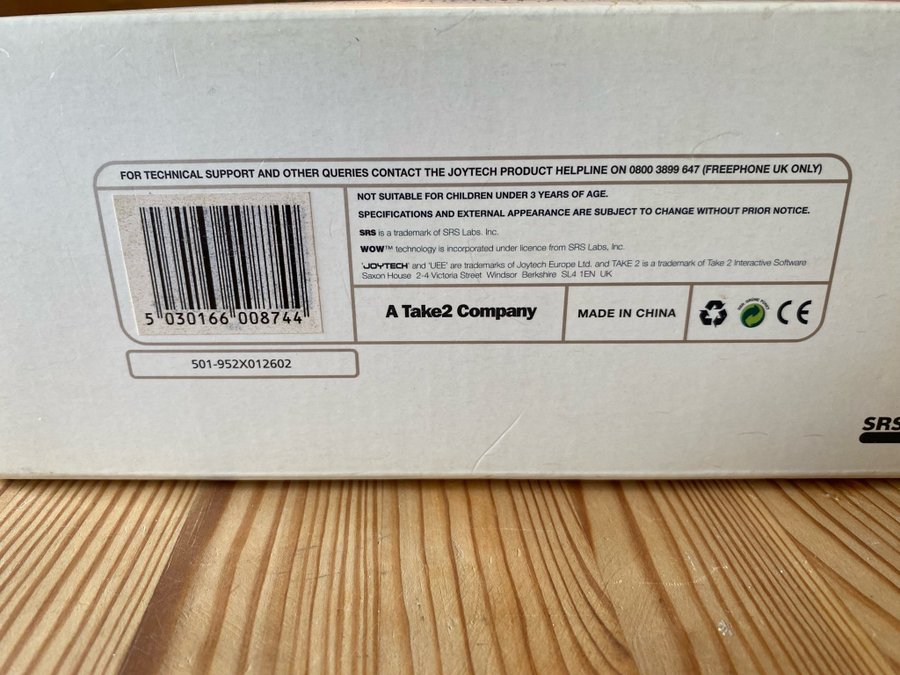 FOR TECHNICAL SUPPORT AND OTHER QUERIES CONTACT THE JOYTECH PRODUCT HELPLINE ON 0800 3899 647 (FREEPHONE UK ONLY)
NOT SUITABLE FOR CHILDREN UNDER 3 YEARS OF AGE.
SPECIFICATIONS AND EXTERNAL APPEARANCE ARE SUBJECT TO CHANGE WITHOUT PRIOR NOTICE.
SRS is a trademark of SRS Labs. Inc.
WOW™ technology is incorporated under licence from SRS Labs, Inc.
'JOYTECH' and 'UEE' are trademarks of Joytech Europe Ltd. and TAKE 2 is a trademark of Take 2 Interactive Software
Saxon House 2-4 Victoria Street Windsor Berkshire SL4 1EN UK
5 030166 008744
A Take2 Company
MADE IN CHINA
CE
501-952X012602
SRS